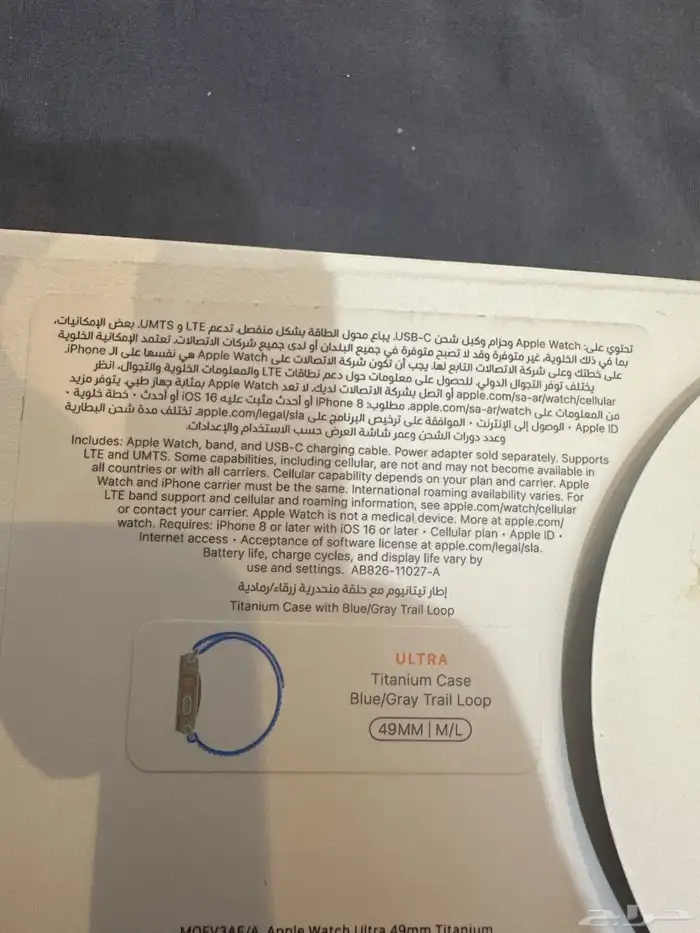 تحتوي على: Apple Watch وحزام وكبل شحن USB-C. يباع محول الطاقة بشكل منفصل. تدعم LTE و UMTS. بعض الإمكانيات،
بما في ذلك الخلوية، غير متوفرة وقد لا تصبح متوفرة في جميع البلدان أو لدى جميع شركات الاتصالات. تعتمد الإمكانية الخلوية
على خطتك وعلى شركة الاتصالات التابع لها. يجب أن تكون شركة الاتصالات على Apple Watch هي نفسها على الـ iPhone.
يختلف توفر التجوال الدولي. للحصول على معلومات حول دعم نطاقات LTE والمعلومات الخلوية والتجوال، انظر
apple.com/sa-ar/watch/cellular أو اتصل بشركة الاتصالات لديك. لا تعد Apple Watch بمثابة جهاز طبي. يتوفر مزيد
من المعلومات على apple.com/sa-ar/watch. مطلوب: iPhone 8 أو أحدث مثبت عليه iOS 16 أو أحدث • خطة خلوية •
Apple ID • الوصول إلى الإنترنت • الموافقة على ترخيص البرنامج على apple.com/legal/sla. تختلف مدة شحن البطارية
وعدد دورات الشحن وعمر شاشة العرض حسب الاستخدام والإعدادات.
Includes: Apple Watch, band, and USB-C charging cable. Power adapter sold separately. Supports
LTE and UMTS. Some capabilities, including cellular, are not and may not become available in
all countries or with all carriers. Cellular capability depends on your plan and carrier. Apple
Watch and iPhone carrier must be the same. International roaming availability varies. For
LTE band support and cellular and roaming information, see apple.com/watch/cellular
or contact your carrier. Apple Watch is not a medical device. More at apple.com/
watch. Requires: iPhone 8 or later with iOS 16 or later • Cellular plan • Apple ID •
Internet access • Acceptance of software license at apple.com/legal/sla.
Battery life, charge cycles, and display life vary by
use and settings. AB826-11027-A
إطار تيتانيوم مع حلقة منحدرية زرقاء/رمادية
Titanium Case with Blue/Gray Trail Loop
ULTRA
Titanium Case
Blue/Gray Trail Loop
49MM | M/L
Apple Watch Ultra 49mm Titanium
حراج